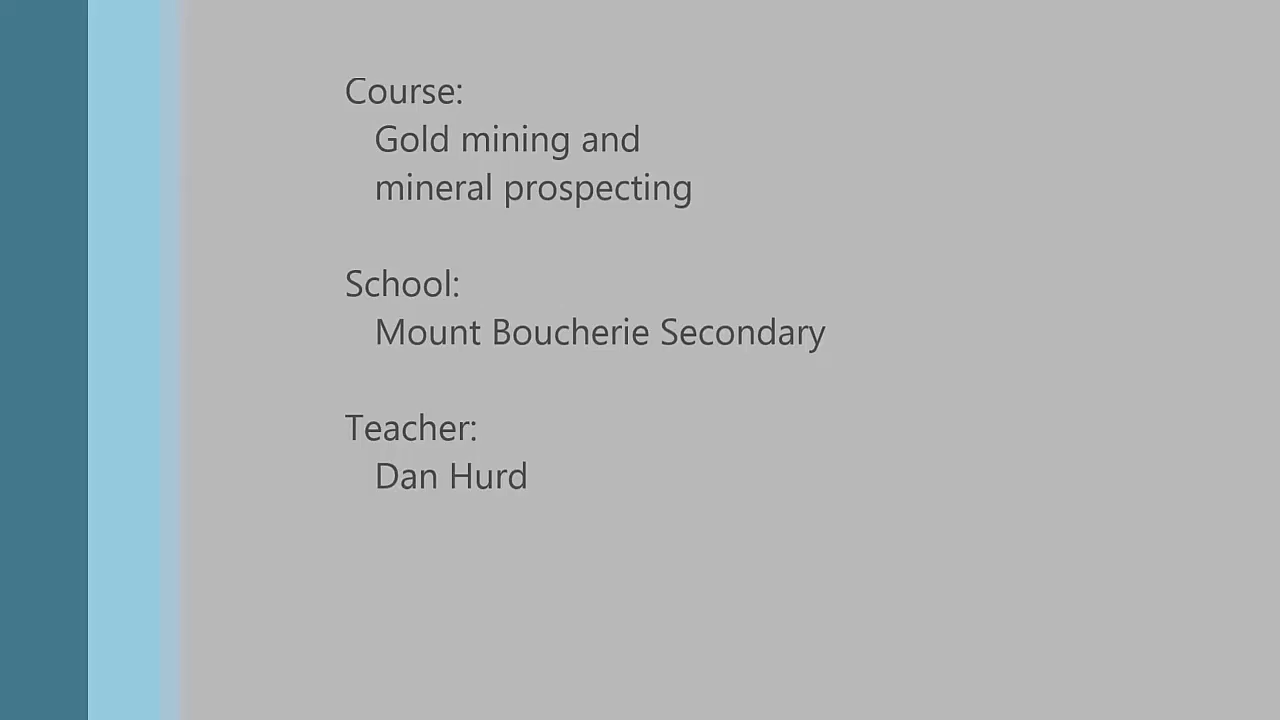 Course:
Gold mining and
mineral prospecting
School:
Mount Boucherie Secondary
Teacher:
Dan Hurd